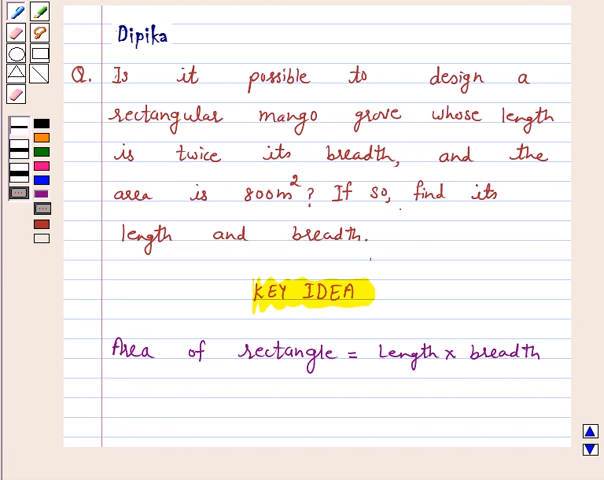 Dipika
Q. Is it possible to design a
rectangular mango grove whose length
is twice its breadth, and the
area is 800m²? If so, find its
length and breadth.
KEY IDEA
Area of rectangle = Length x breadth